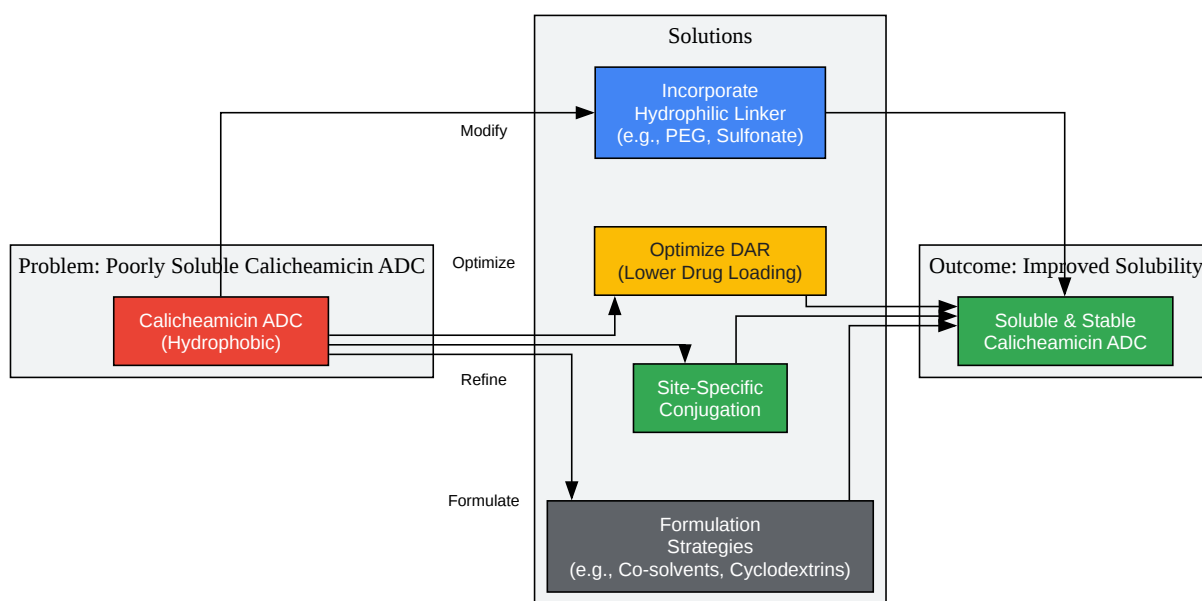 Solutions
Incorporate
Hydrophilic Linker
(e.g., PEG, Sulfonate)
Modify
Problem: Poorly Soluble Calicheamicin ADC
Optimize
Optimize DAR
(Lower Drug Loading)
Outcome: Improved Solubility
Calicheamicin ADC
(Hydrophobic)
Soluble & Stable
Calicheamicin ADC
Refine
Site-Specific
Conjugation
Formulate
Formulation
Strategies
(e.g., Co-solvents, Cyclodextrins)